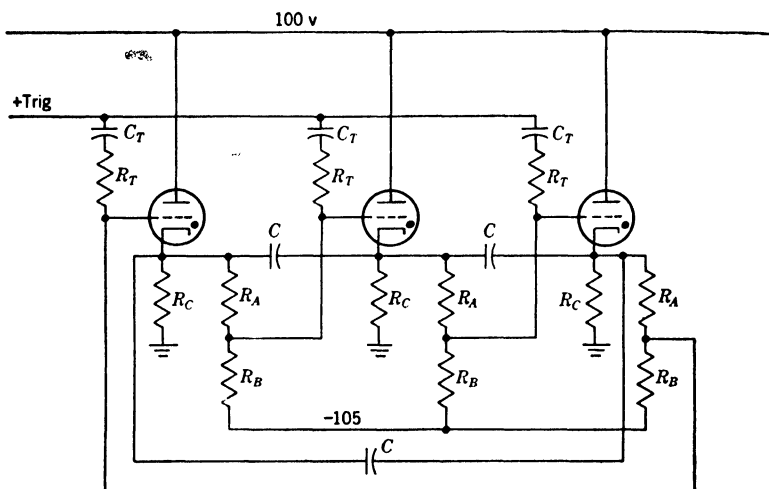 100 v
+Trig
C_T
C_T
C_T
R_T
R_T
R_T
C
C
R_C
R_A
R_C
R_A
R_C
R_A
R_B
R_B
R_B
-105
C